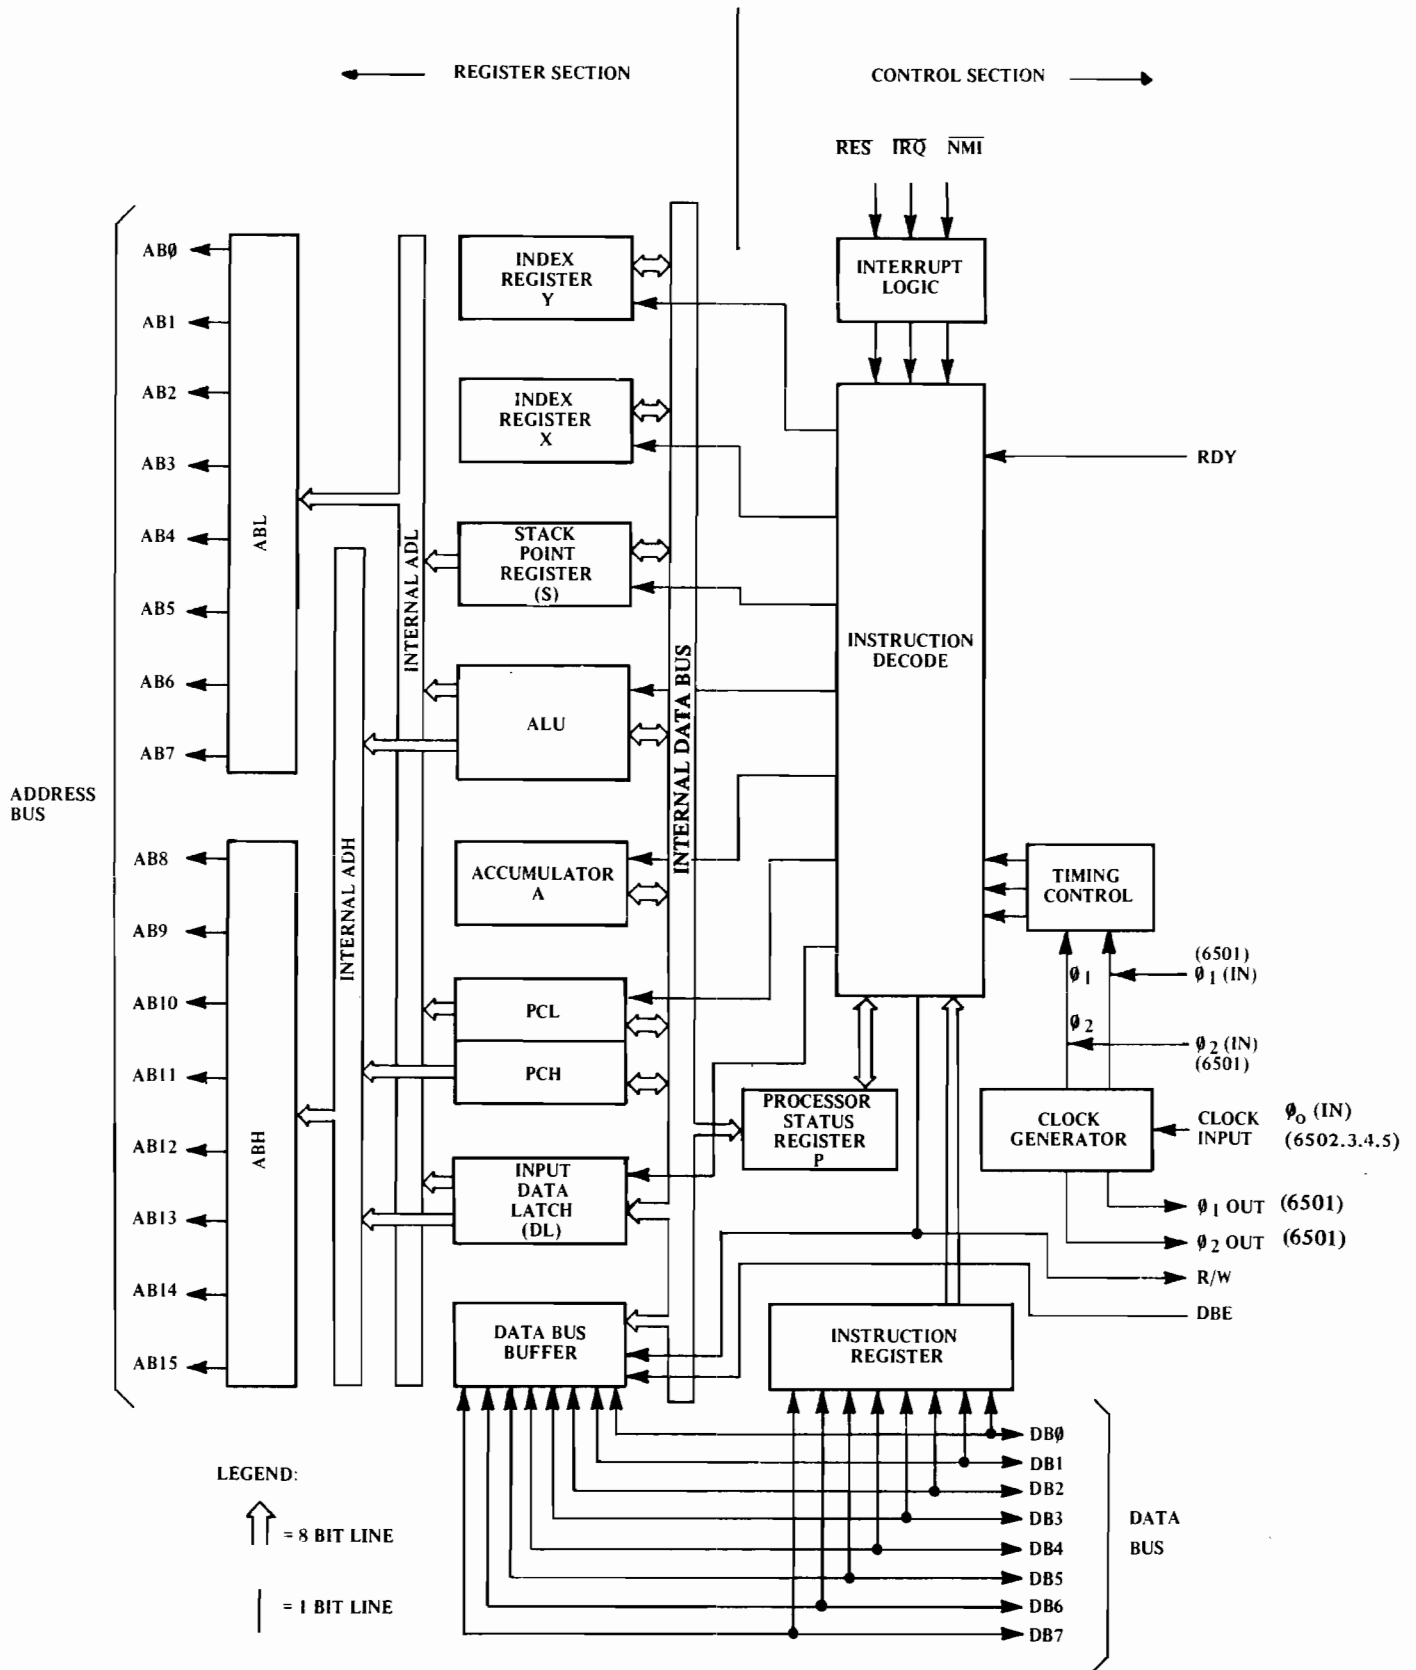 REGISTER SECTION
CONTROL SECTION
RES IRQ NMI
INTERRUPT
LOGIC
ADDRESS
BUS
AB0
AB1
AB2
AB3
AB4
AB5
AB6
AB7
AB8
AB9
AB10
AB11
AB12
AB13
AB14
AB15
ABL
ABH
INTERNAL ADH
INTERNAL ADL
INDEX
REGISTER
Y
INDEX
REGISTER
X
STACK
POINT
REGISTER
(S)
ALU
ACCUMULATOR
A
PCL
PCH
INPUT
DATA
LATCH
(DL)
DATA BUS
BUFFER
INTERNAL DATA BUS
INSTRUCTION
DECODE
RDY
TIMING
CONTROL
(6501)
Ø1 (IN)
Ø1
Ø2
Ø2 (IN)
(6501)
PROCESSOR
STATUS
REGISTER
P
CLOCK
GENERATOR
CLOCK
INPUT
Øo (IN)
(6502.3.4.5)
Ø1 OUT (6501)
Ø2 OUT (6501)
R/W
DBE
INSTRUCTION
REGISTER
DB0
DB1
DB2
DB3
DB4
DB5
DB6
DB7
DATA
BUS
LEGEND:
= 8 BIT LINE
= 1 BIT LINE